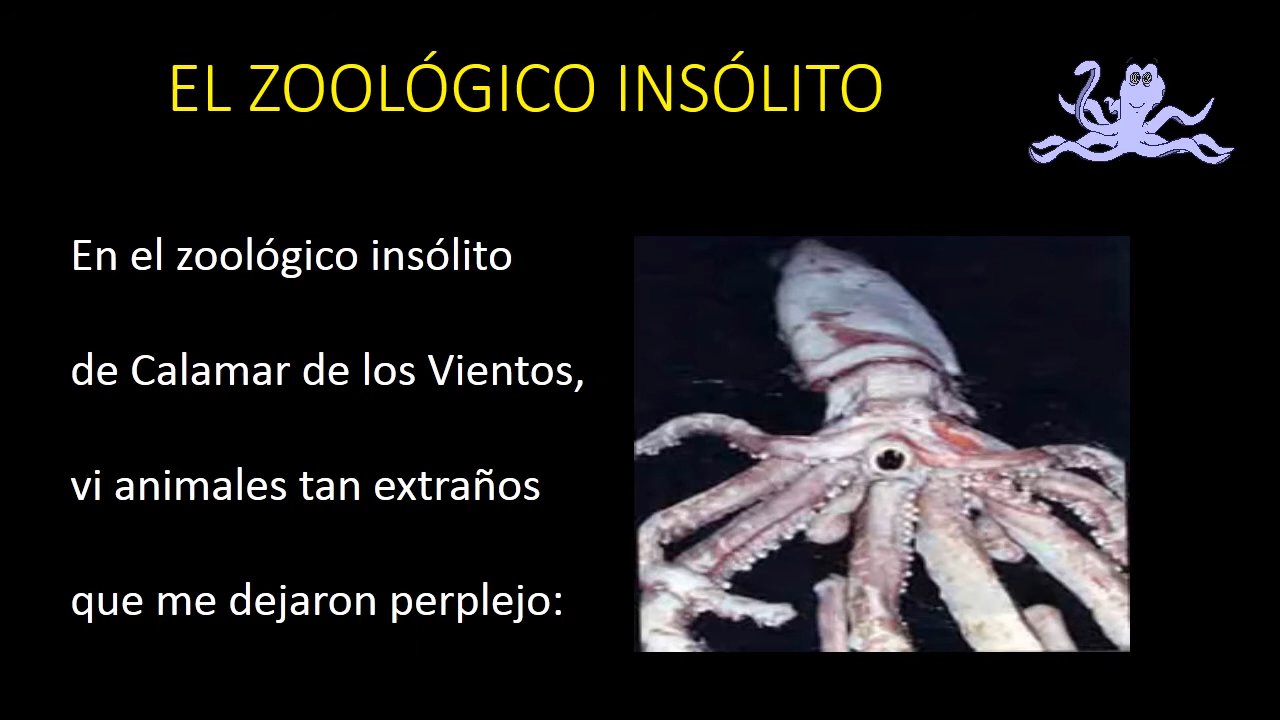 EL ZOOLÓGICO INSÓLITO
En el zoológico insólito
de Calamar de los Vientos,
vi animales tan extraños
que me dejaron perplejo: